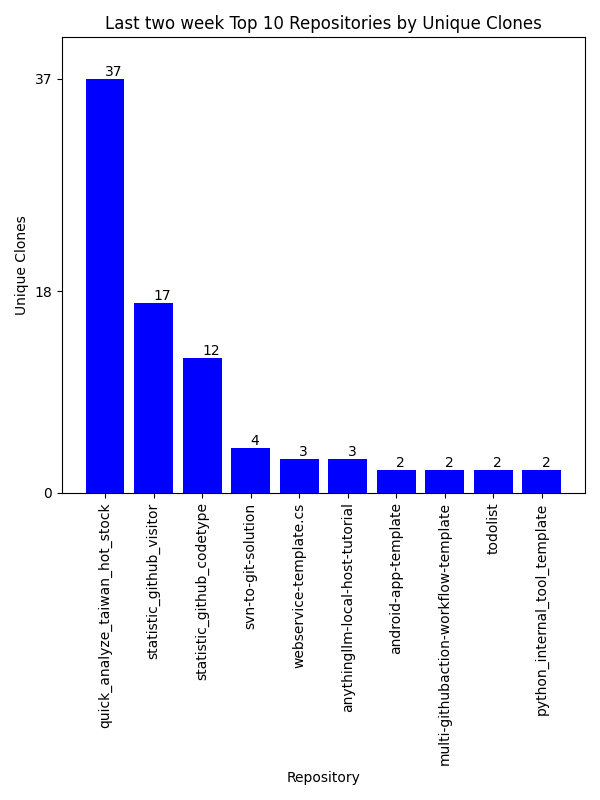 Last two week Top 10 Repositories by Unique Clones
Unique Clones
37
18
0
37
17
12
4
3
3
2
2
2
2
quick_analyze_taiwan_hot_stock
statistic_github_visitor
statistic_github_codetype
svn-to-git-solution
webservice-template.cs
anythingllm-local-host-tutorial
android-app-template
multi-githubaction-workflow-template
todolist
python_internal_tool_template
Repository